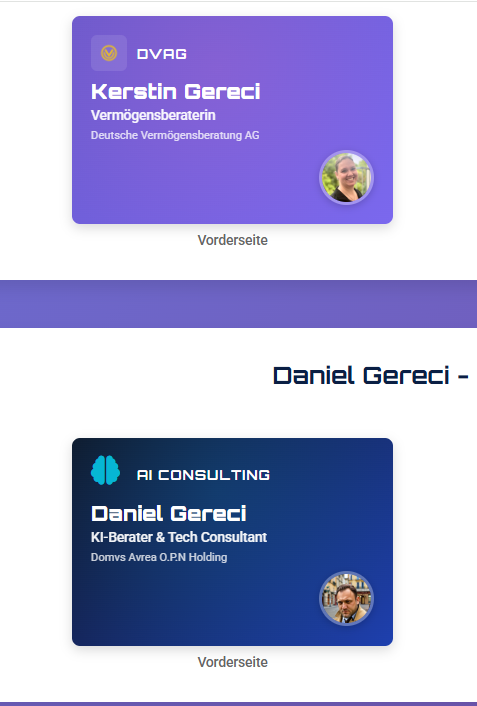 DVAG
Kerstin Gereci
Vermögensberaterin
Deutsche Vermögensberatung AG
Vorderseite
Daniel Gereci -
AI CONSULTING
Daniel Gereci
KI-Berater & Tech Consultant
Domvs Avrea O.P.N Holding
Vorderseite